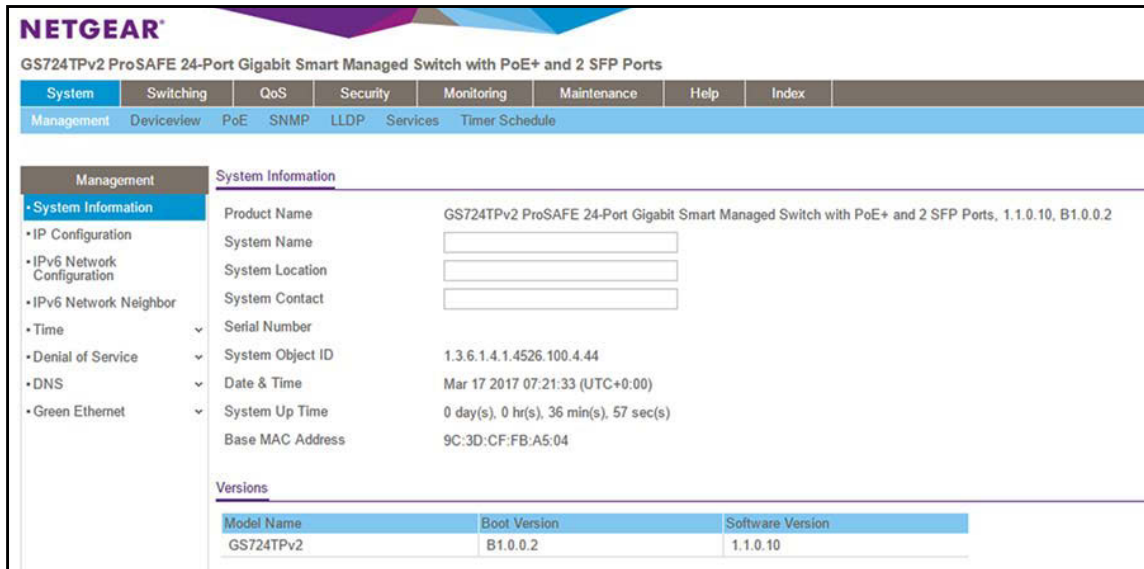 NETGEAR®
GS724TPv2 ProSAFE 24-Port Gigabit Smart Managed Switch with PoE+ and 2 SFP Ports
System Switching QoS Security Monitoring Maintenance Help Index
Management Deviceview PoE SNMP LLDP Services Timer Schedule
Management
System Information
IP Configuration
IPv6 Network
Configuration
IPv6 Network Neighbor
Time
Denial of Service
DNS
Green Ethernet
System Information
Product Name GS724TPv2 ProSAFE 24-Port Gigabit Smart Managed Switch with PoE+ and 2 SFP Ports, 1.1.0.10, B1.0.0.2
System Name
System Location
System Contact
Serial Number
System Object ID 1.3.6.1.4.1.4526.100.4.44
Date & Time Mar 17 2017 07:21:33 (UTC+0:00)
System Up Time 0 day(s), 0 hr(s), 36 min(s), 57 sec(s)
Base MAC Address 9C:3D:CF:FB:A5:04
Versions
Model Name Boot Version Software Version
GS724TPv2 B1.0.0.2 1.1.0.10